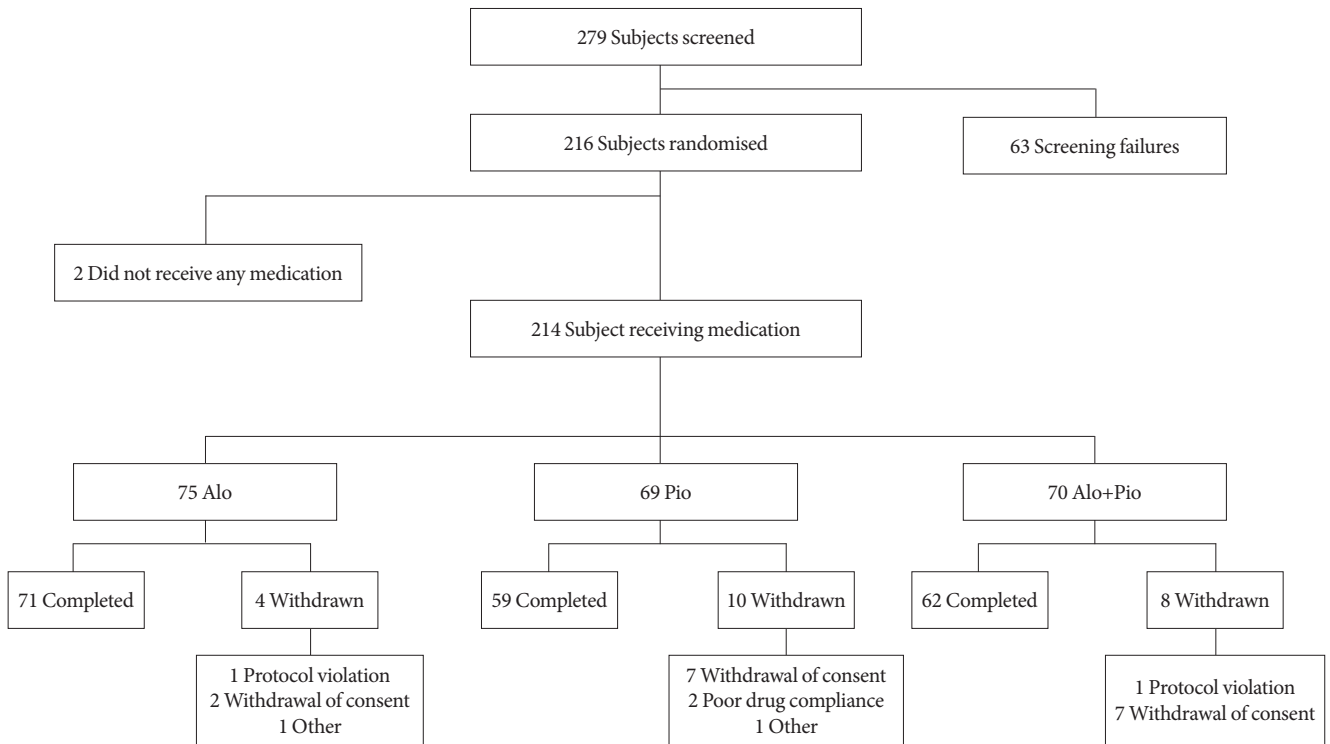 279 Subjects screened
216 Subjects randomised
63 Screening failures
2 Did not receive any medication
214 Subject receiving medication
75 Alo
69 Pio
70 Alo+Pio
71 Completed
4 Withdrawn
59 Completed
10 Withdrawn
62 Completed
8 Withdrawn
1 Protocol violation
2 Withdrawal of consent
1 Other
7 Withdrawal of consent
2 Poor drug compliance
1 Other
1 Protocol violation
7 Withdrawal of consent